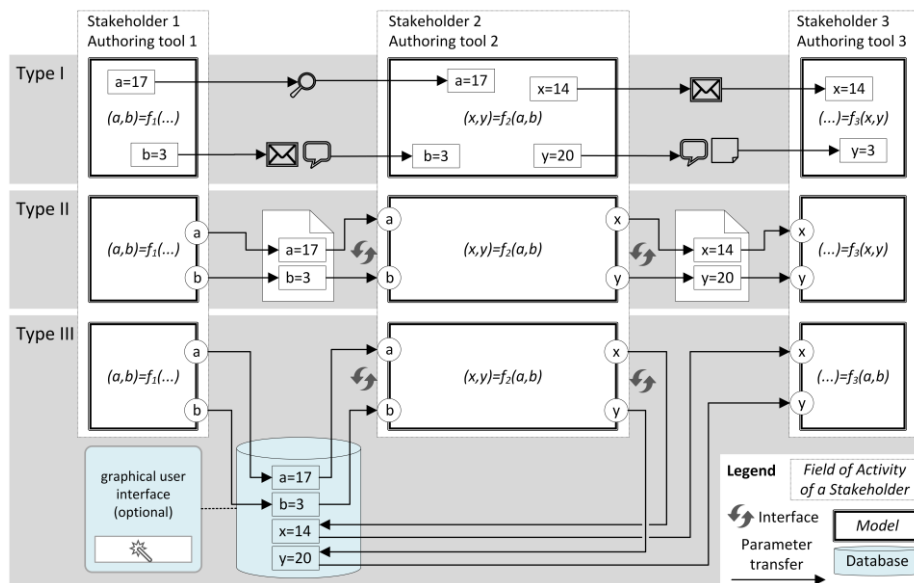 Stakeholder 1
Authoring tool 1
Stakeholder 2
Authoring tool 2
Stakeholder 3
Authoring tool 3
Type I
a=17
a=17
x=14
x=14
(a,b)=f1(...)
(x,y)=f2(a,b)
(...)=f3(x,y)
b=3
b=3
y=20
y=3
Type II
a
a=17
a
x
x=14
x
(a,b)=f1(...)
(x,y)=f2(a,b)
(...)=f3(x,y)
b
b=3
b
y
y=20
y
Type III
a
a
x
x
(a,b)=f1(...)
(x,y)=f2(a,b)
(...)=f3(a,b)
b
b
y
y
graphical user
interface
(optional)
a=17
b=3
x=14
y=20
Legend
Field of Activity
of a Stakeholder
Interface
Model
Parameter
transfer
Database